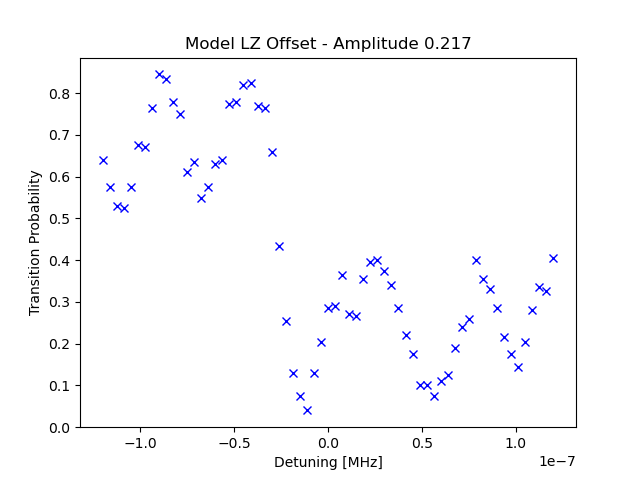 Model LZ Offset - Amplitude 0.217
Transition Probability
0.8
0.7
0.6
0.5
0.4
0.3
0.2
0.1
0.0
−1.0 −0.5 0.0 0.5 1.0
1e−7
Detuning [MHz]